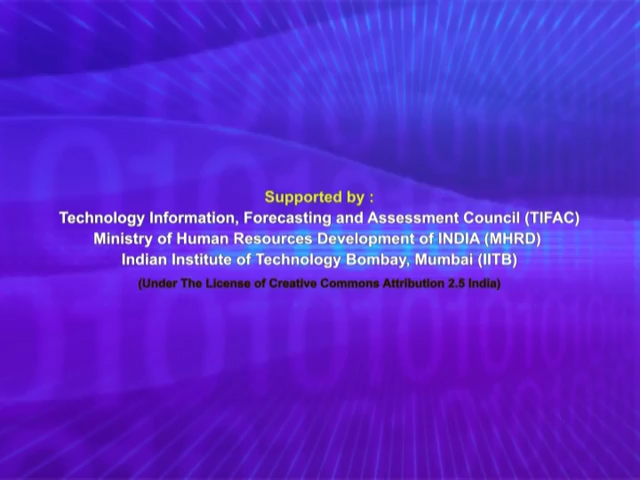 Supported by :
Technology Information, Forecasting and Assessment Council (TIFAC)
Ministry of Human Resources Development of INDIA (MHRD)
Indian Institute of Technology Bombay, Mumbai (IITB)
(Under The License of Creative Commons Attribution 2.5 India)